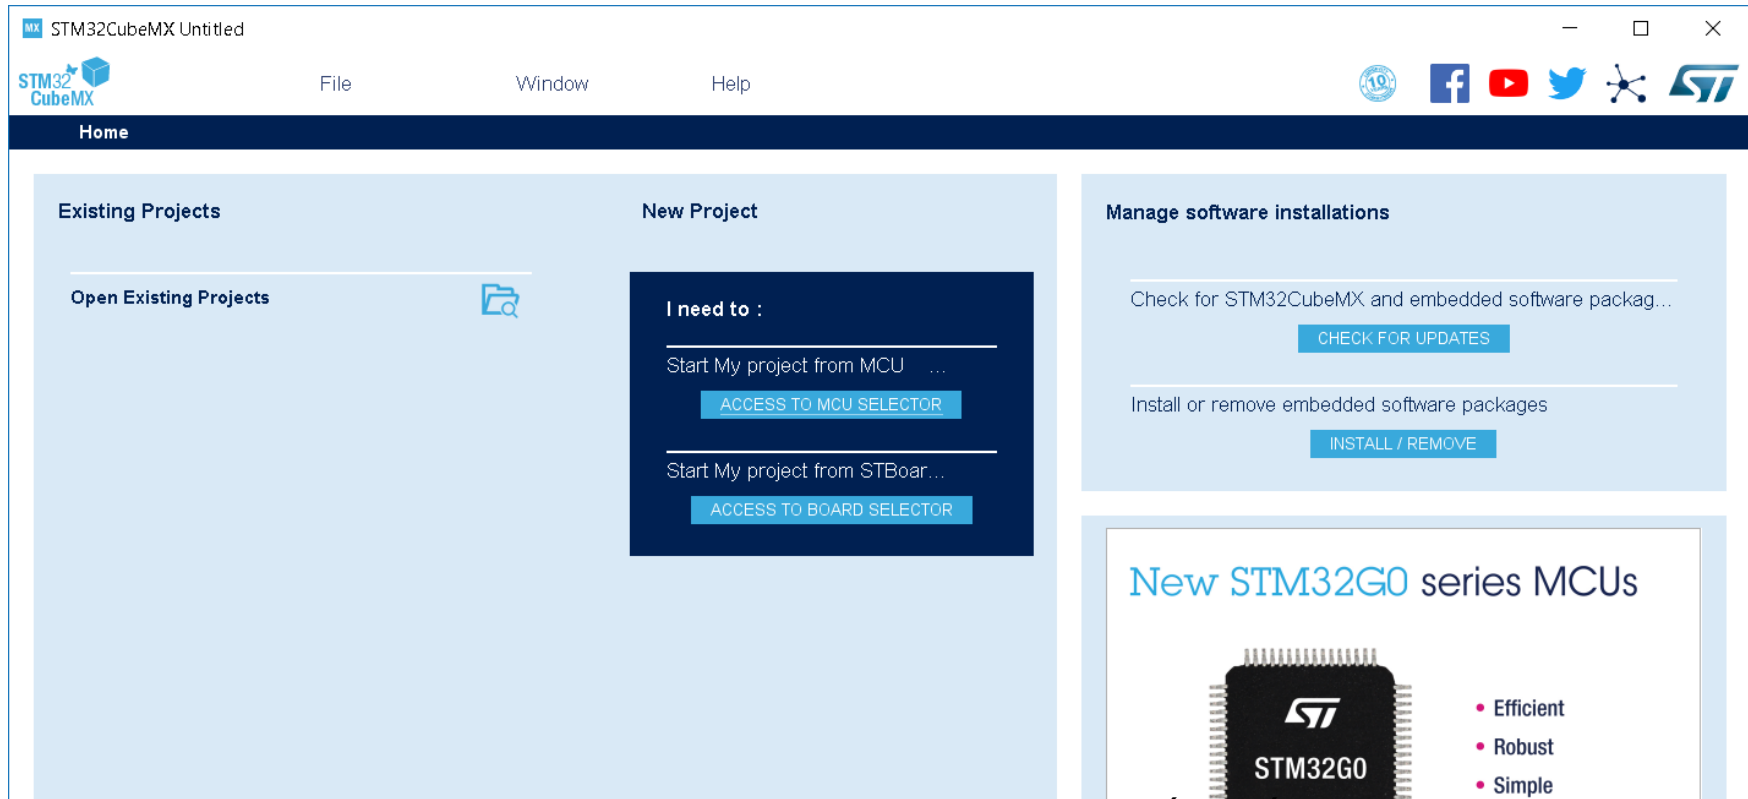 MX STM32CubeMX Untitled
STM32
CubeMX
File
Window
Help
10
Home
Existing Projects
Open Existing Projects
New Project
I need to :
Start My project from MCU ...
ACCESS TO MCU SELECTOR
Start My project from STBoar...
ACCESS TO BOARD SELECTOR
Manage software installations
Check for STM32CubeMX and embedded software packag...
CHECK FOR UPDATES
Install or remove embedded software packages
INSTALL / REMOVE
New STM32G0 series MCUs
ST
STM32G0
• Efficient
• Robust
• Simple